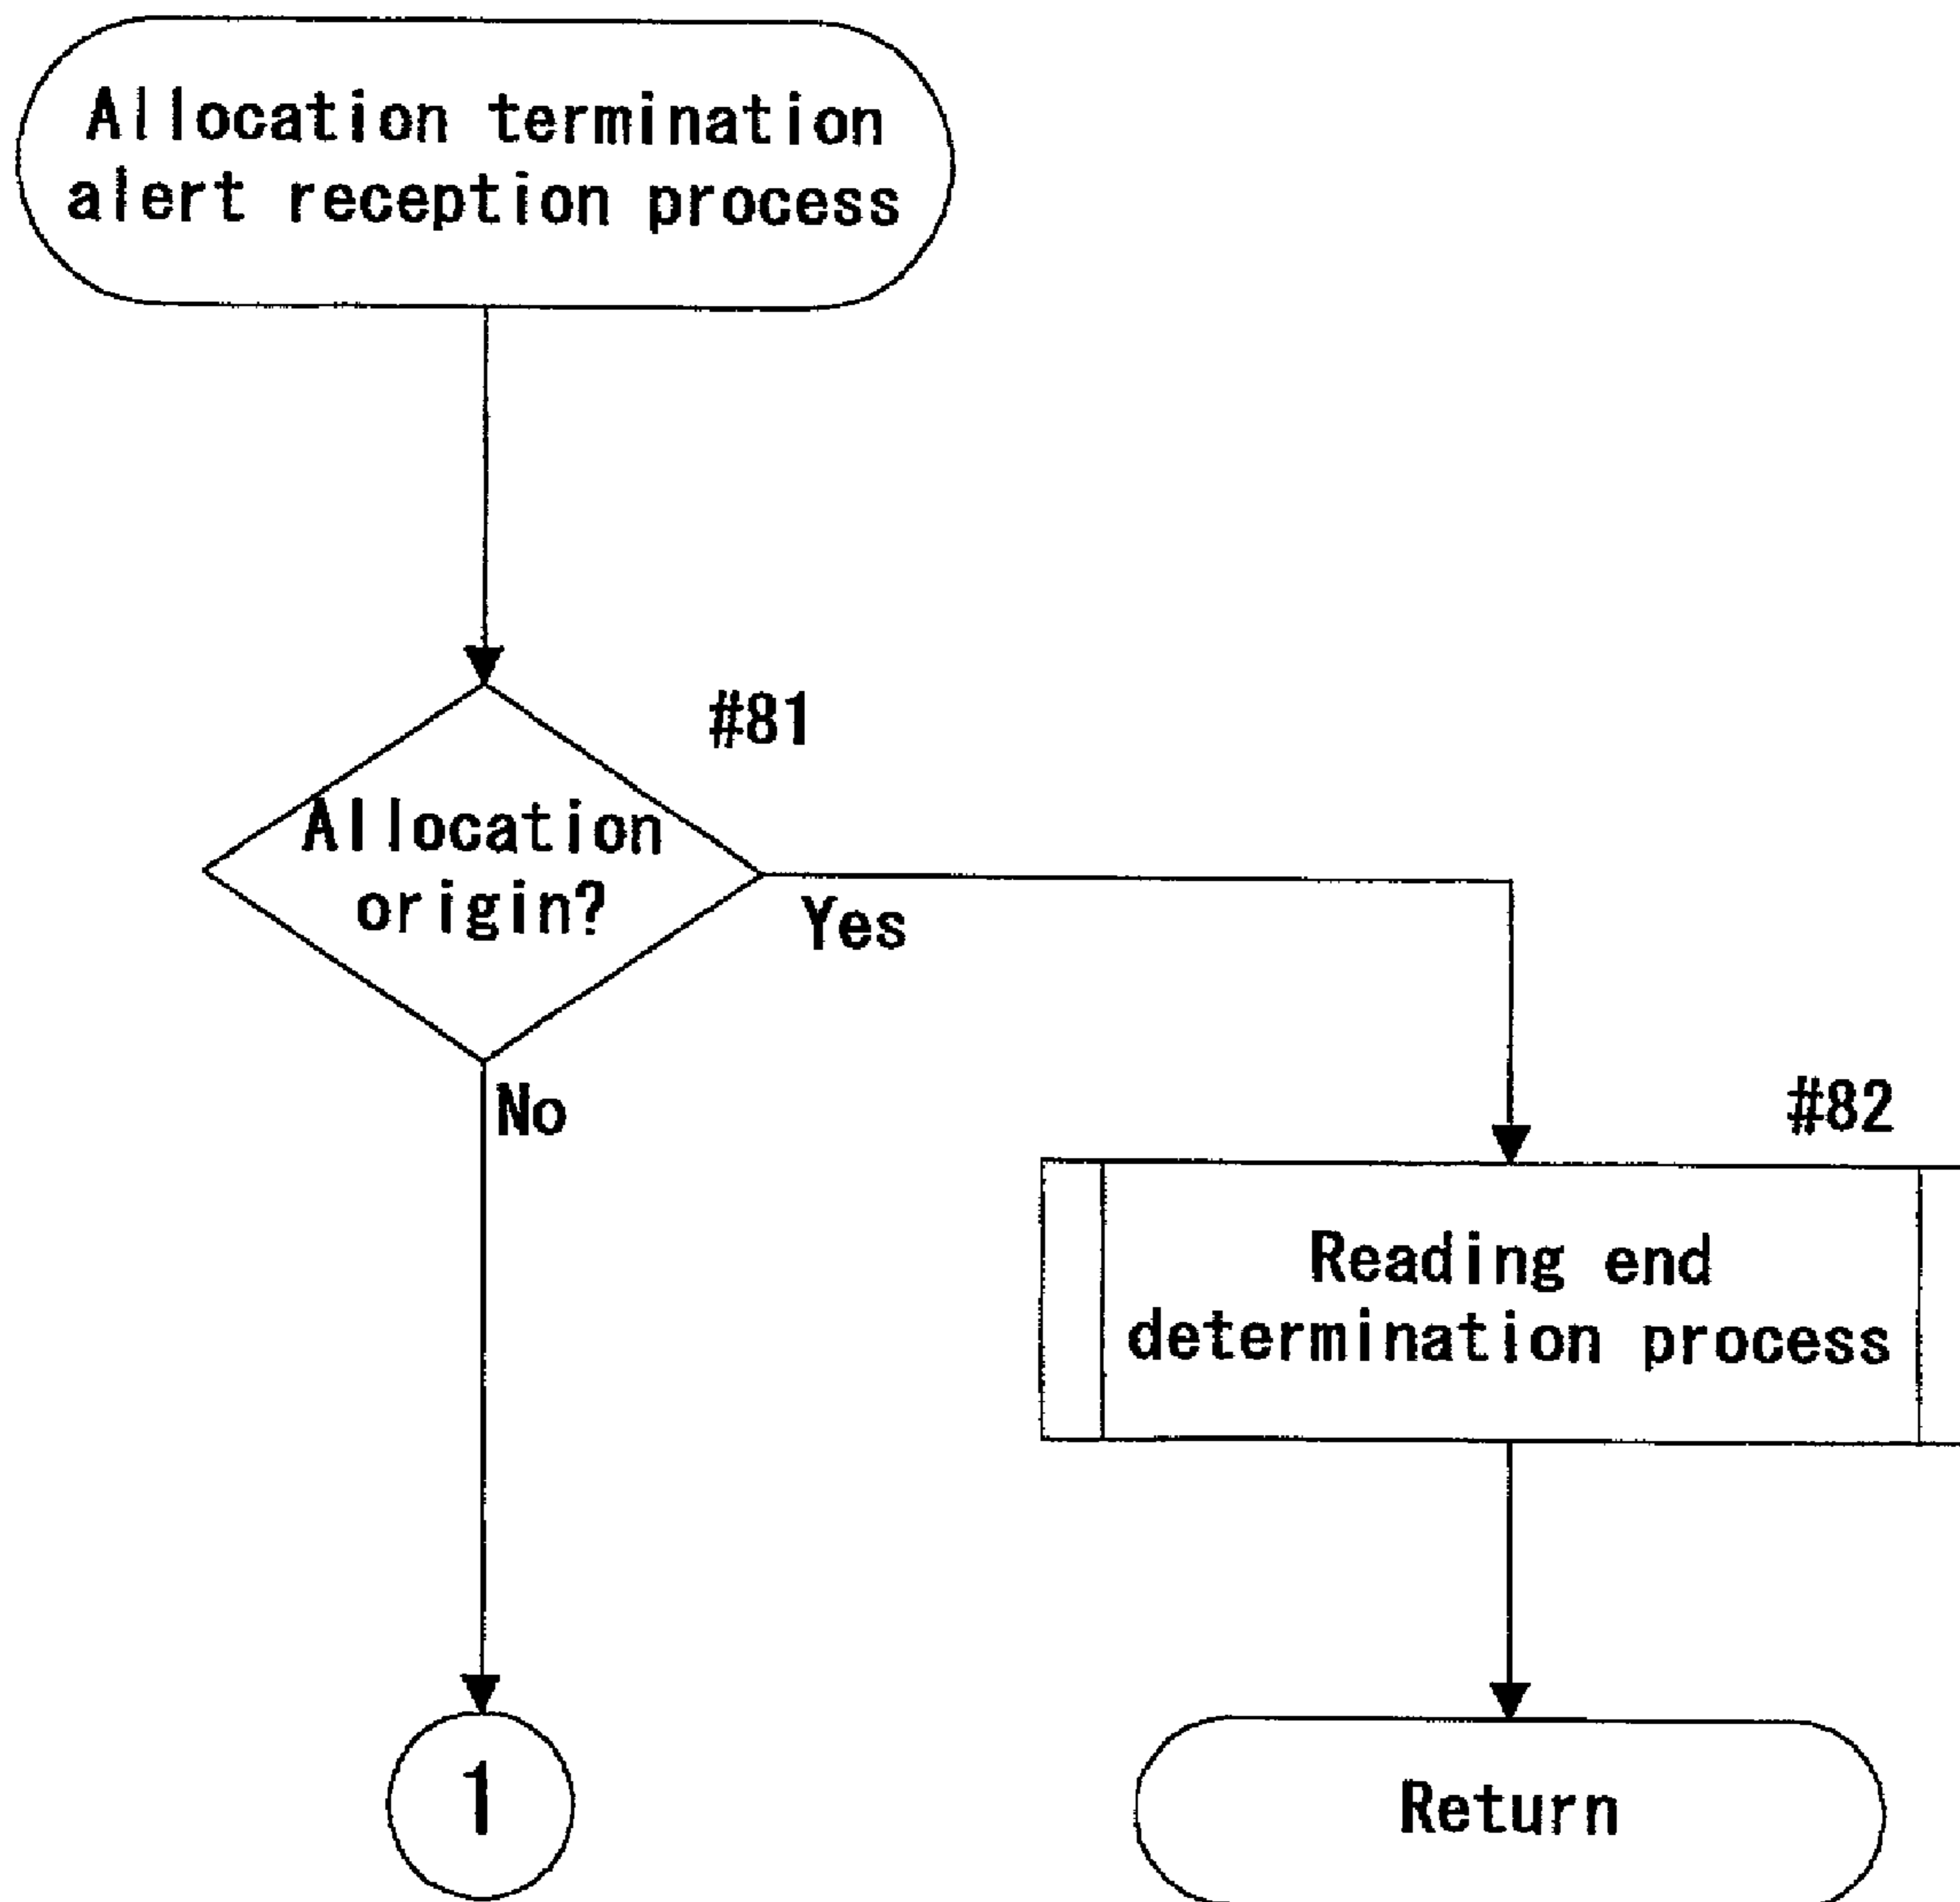 Allocation termination
alert reception process
#81
Allocation
origin?
Yes
No
#82
Reading end
determination process
1
Return